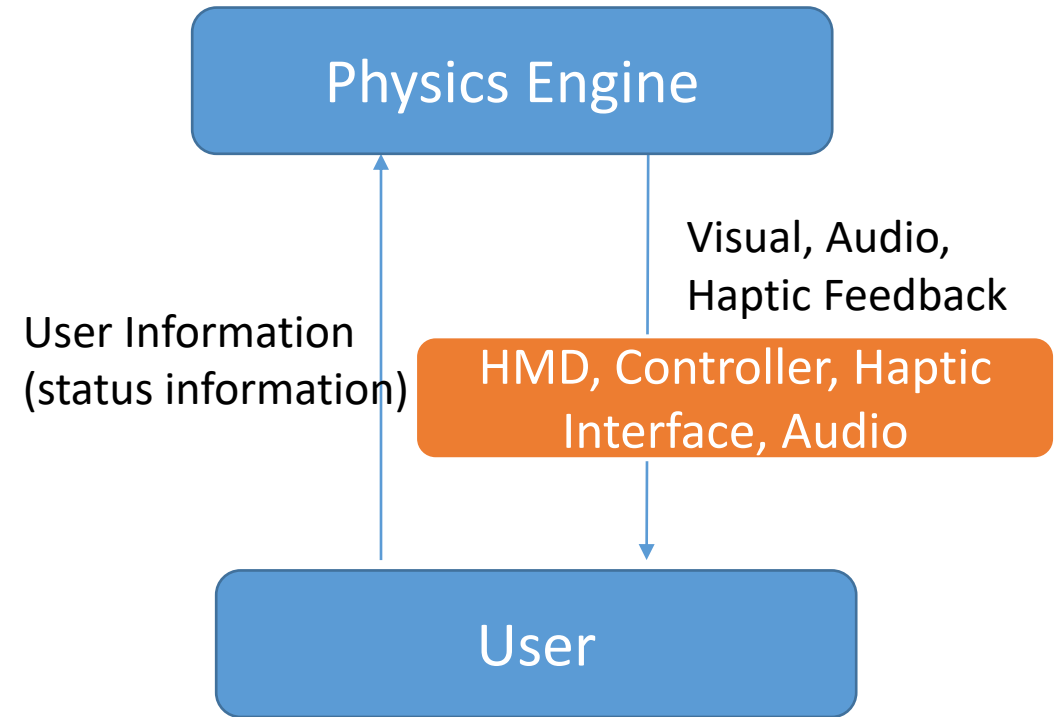 Physics Engine
Visual, Audio,
Haptic Feedback
User Information
(status information)
HMD, Controller, Haptic
Interface, Audio
User